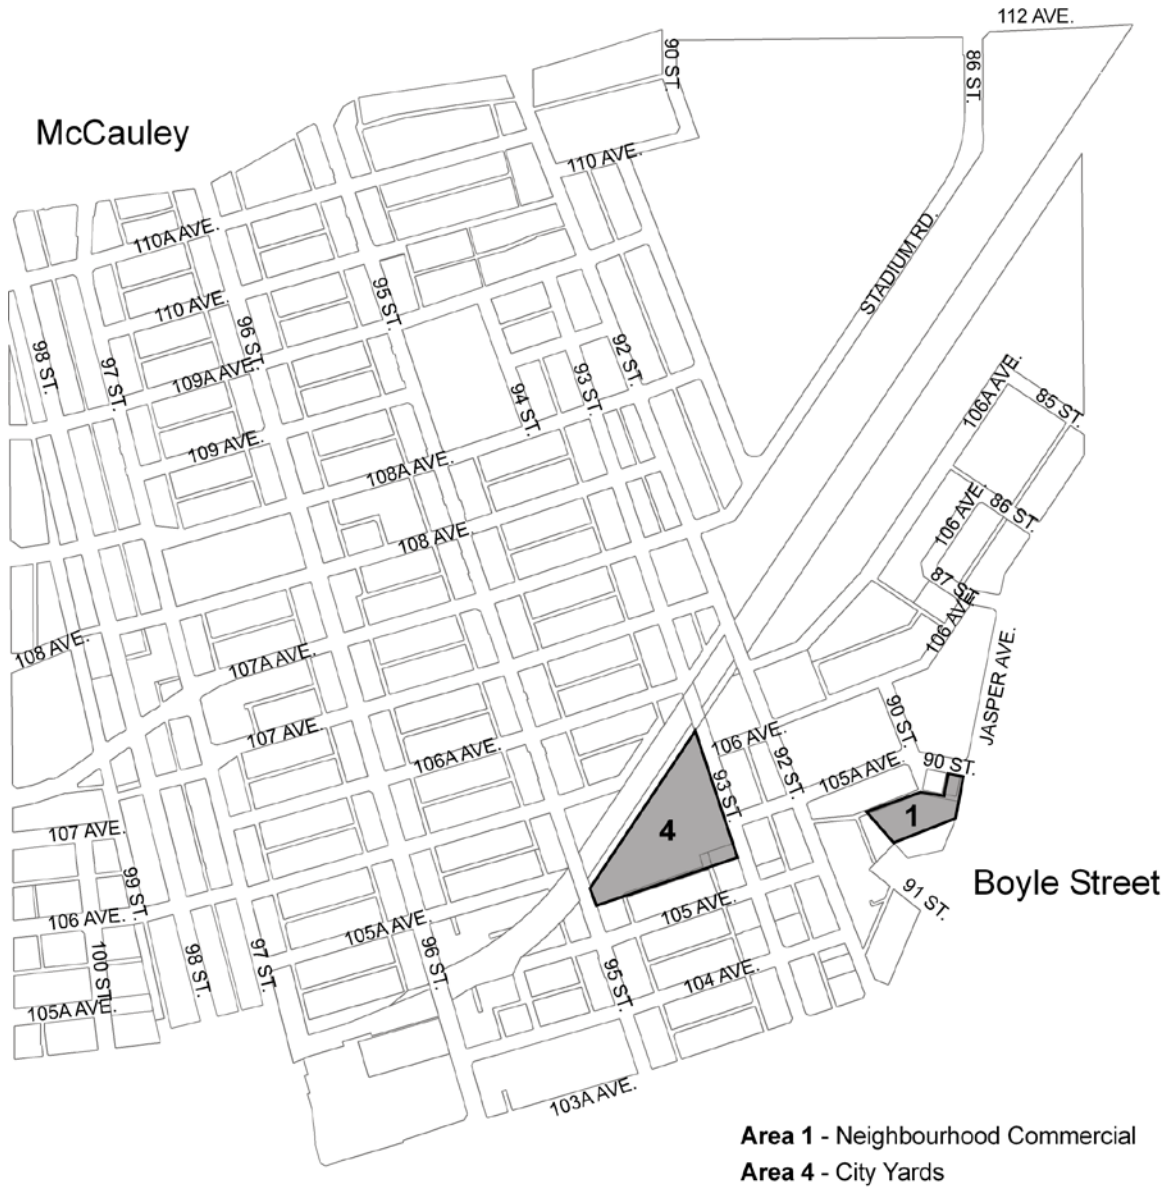 112 AVE.
90 ST.
86 ST.
McCauley
110 AVE.
110A AVE.
STADIUM RD.
110 AVE.
95 ST.
96 ST.
98 ST.
97 ST.
109A AVE.
92 ST.
93 ST.
94 ST.
106A AVE.
85 ST.
109 AVE.
108A AVE.
86 ST.
106 AVE.
108 AVE.
87 ST.
106 AVE.
108 AVE.
107A AVE.
JASPER AVE.
90 ST.
107 AVE.
106 AVE.
106A AVE.
92 ST.
90 ST.
105A AVE.
93 ST.
4
1
107 AVE.
Boyle Street
99 ST.
91 ST.
106 AVE.
105 AVE.
105A AVE.
100 ST.
98 ST.
97 ST.
96 ST.
95 ST.
104 AVE.
105A AVE.
103A AVE.
Area 1 - Neighbourhood Commercial
Area 4 - City Yards